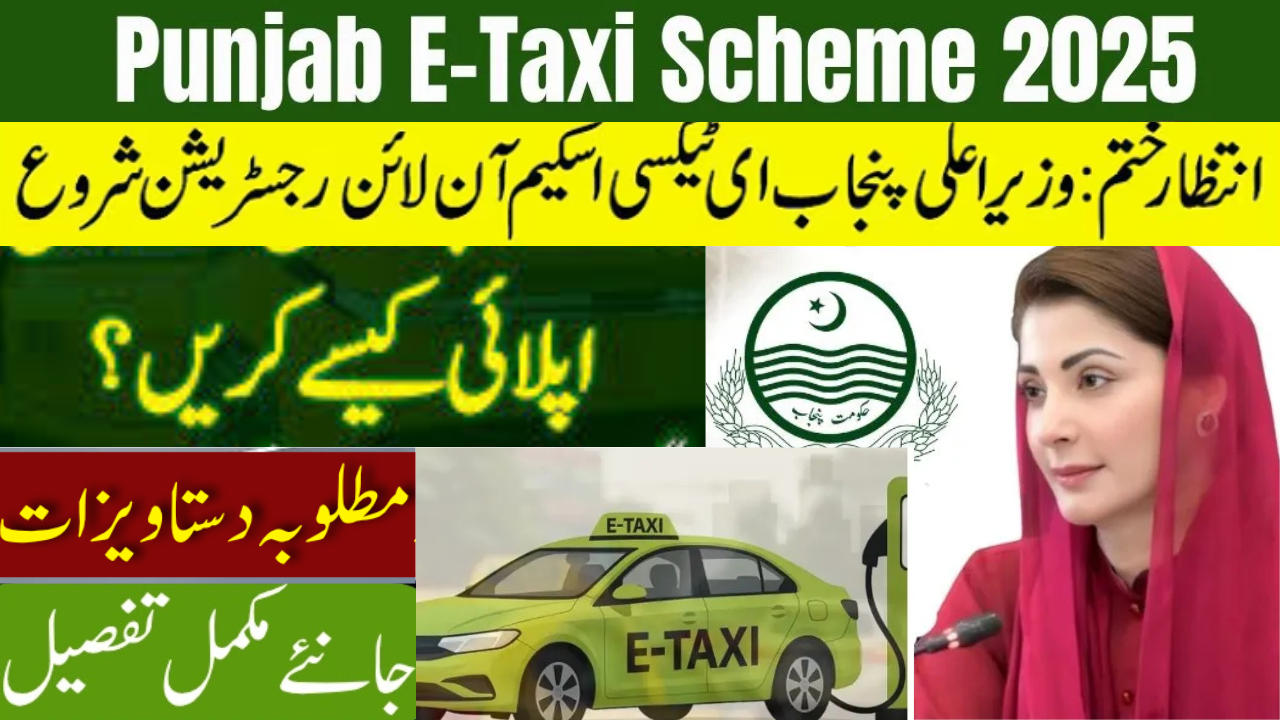 Punjab E-Taxi Scheme 2025
انتظار ختم: وزیر اعلی پنجاب ای ٹیکسی اسکیم آن لائن رجسٹریشن شروع
اپلائی کیسے کریں؟
حکومت پنجاب
مطلوبہ دستاویزات
جانئے مکمل تفصیل
E-TAXI
E-TAXI